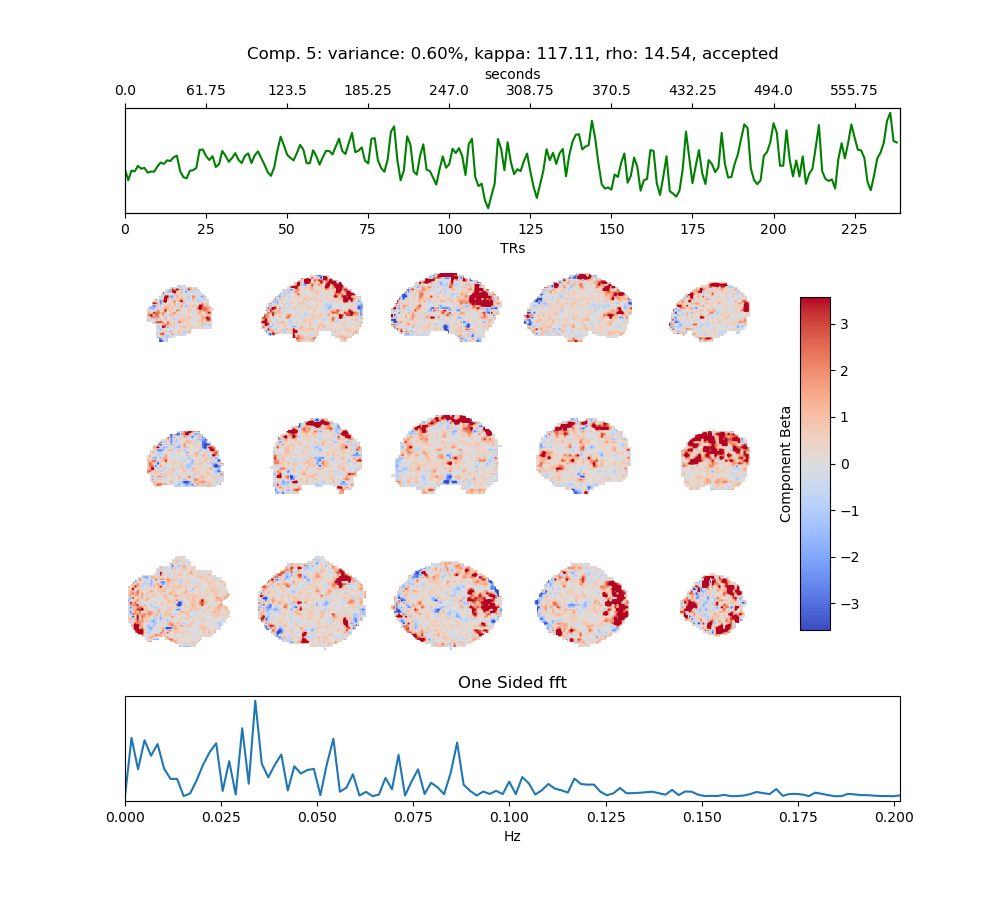 Comp. 5: variance: 0.60%, kappa: 117.11, rho: 14.54, accepted
seconds
0.0 61.75 123.5 185.25 247.0 308.75 370.5 432.25 494.0 555.75
0 25 50 75 100 125 150 175 200 225
TRs
3
2
1
0
−1
−2
−3
Component Beta
One Sided fft
0.000 0.025 0.050 0.075 0.100 0.125 0.150 0.175 0.200
Hz